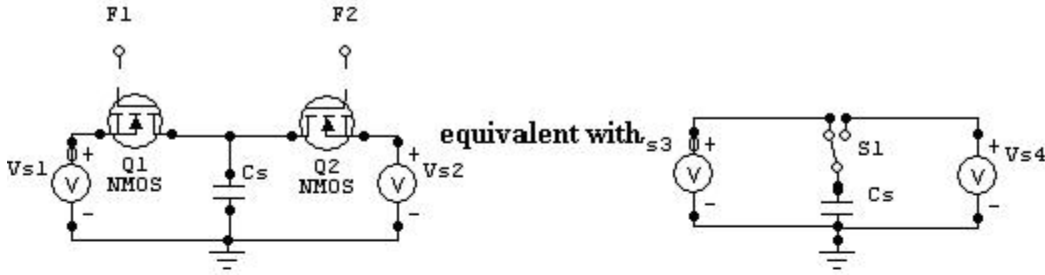 F1 F2
equivalent with
Vs1 + Q1 Cs Q2 + Vs2
V NMOS NMOS V
- -
s3 + S1 + Vs4
V Cs V
- -